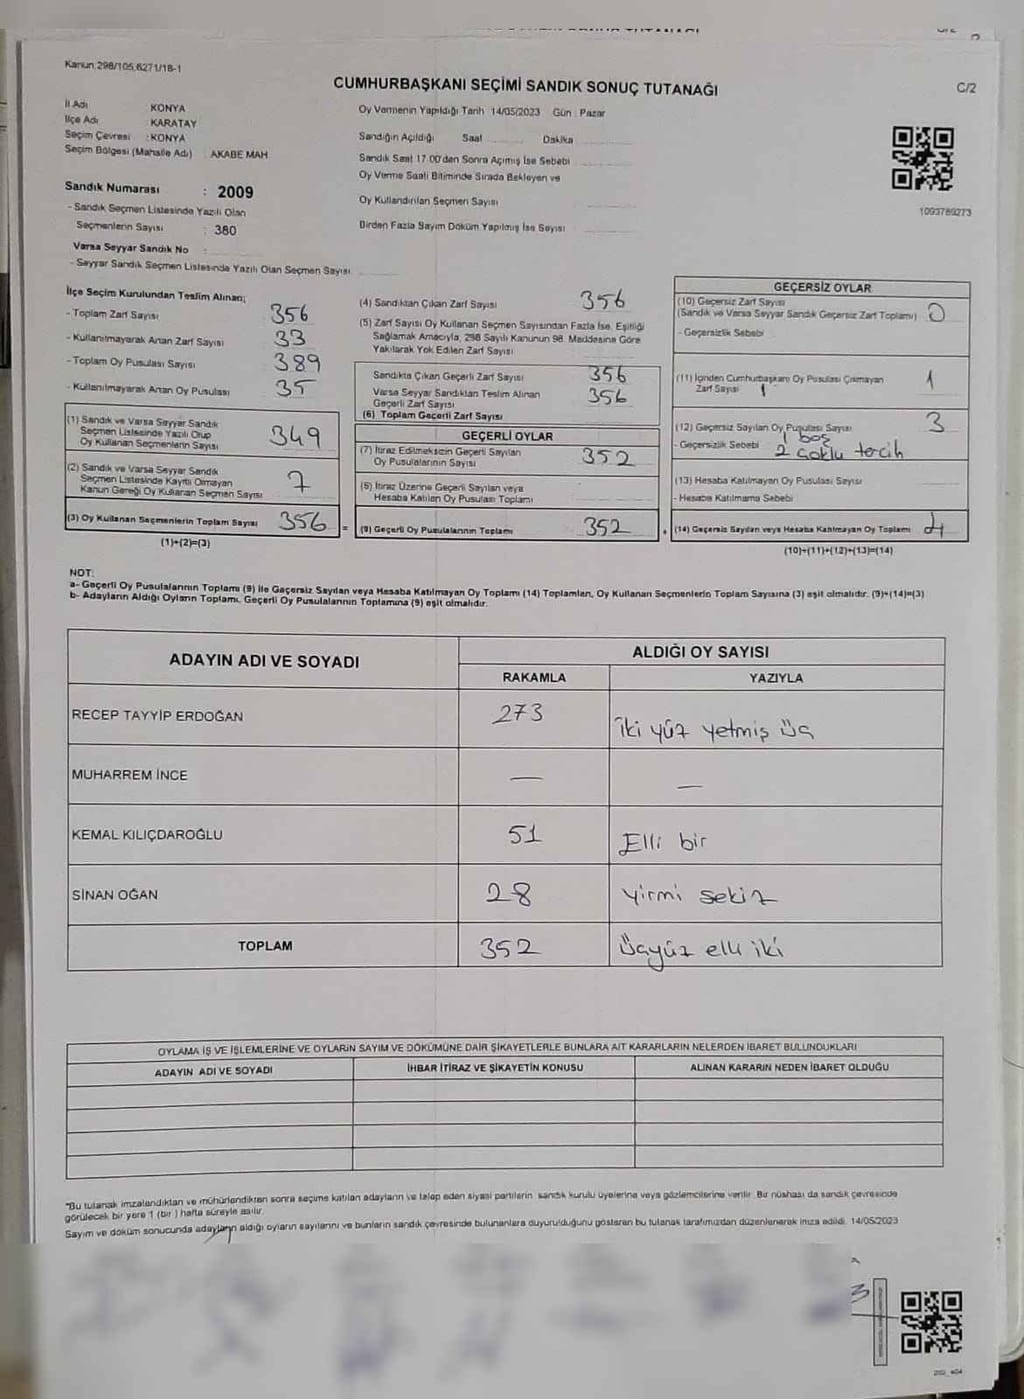 Kanun 298/105,6271/18-1
CUMHURBAŞKANI SEÇİMİ SANDIK SONUÇ TUTANAĞI
C/2
İl Adı KONYA
İlçe Adı KARATAY
Seçim Çevresi : KONYA
Seçim Bölgesi (Mahalle Adı) : AKABE MAH
Sandık Numarası : 2009
- Sandık Seçmen Listesinde Yazılı Olan
Seçmenlerin Sayısı : 380
Varsa Seyyar Sandık No :
- Seyyar Sandık Seçmen Listesinde Yazılı Olan Seçmen Sayısı
Oy Vermenin Yapıldığı Tarih 14/05/2023 Gün : Pazar
Sandığın Açıldığı Saat Dakika
Sandık Saat 17.00'den Sonra Açımış İse Sebebi
Oy Verme Saati Bitiminde Sırada Bekleyen ve
Oy Kullandırılan Seçmen Sayısı
Birden Fazla Sayım Döküm Yapılmış İse Sayısı
1093789273
İlçe Seçim Kurulundan Teslim Alınan;
- Toplam Zarf Sayısı 356
- Kullanılmayarak Artan Zarf Sayısı 33
- Toplam Oy Pusulası Sayısı 389
- Kullanılmayarak Artan Oy Pusulası 35
(1) Sandık ve Varsa Seyyar Sandık
Seçmen Listesinde Yazılı Olup
Oy Kullanan Seçmenlerin Sayısı 349
(2) Sandık ve Varsa Seyyar Sandık
Seçmen Listesinde Kayıtlı Olmayan
Kanun Gereği Oy Kullanan Seçmen Sayısı 7
(3) Oy Kullanan Seçmenlerin Toplam Sayısı 356 =
(1)+(2)=(3)
(4) Sandıktan Çıkan Zarf Sayısı 356
(5) Zarf Sayısı Oy Kullanan Seçmen Sayısından Fazla İse, Eşitliği
Sağlamak Amacıyla, 298 Sayılı Kanunun 98. Maddesine Göre
Yakılarak Yok Edilen Zarf Sayısı
Sandıkta Çıkan Geçerli Zarf Sayısı 356
Varsa Seyyar Sandıktan Teslim Alınan
Geçerli Zarf Sayısı 356
(6) Toplam Geçerli Zarf Sayısı
GEÇERLİ OYLAR
(7) İtiraz Edilmeksizin Geçerli Sayılan
Oy Pusulalarının Sayısı 352
(8) İtiraz Üzerine Geçerli Sayılan veya
Hesaba Katılan Oy Pusulası Toplamı
(9) Geçerli Oy Pusulalarının Toplamı 352 +
GEÇERSİZ OYLAR
(10) Geçersiz Zarf Sayısı
(Sandık ve Varsa Seyyar Sandık Geçersiz Zarf Toplamı) 0
- Geçersizlik Sebebi
(11) İçinden Cumhurbaşkanı Oy Pusulası Çıkmayan
Zarf Sayısı 1
(12) Geçersiz Sayılan Oy Pusulası Sayısı 3
1 boş
- Geçersizlik Sebebi 2 çoklu tercih
(13) Hesaba Katılmayan Oy Pusulası Sayısı
- Hesaba Katılmama Sebebi
(14) Geçersiz Sayılan veya Hesaba Katılmayan Oy Toplamı 4
(10)+(11)+(12)+(13)=(14)
NOT:
a- Geçerli Oy Pusulalarının Toplamı (9) ile Geçersiz Sayılan veya Hesaba Katılmayan Oy Toplamı (14) Toplamları, Oy Kullanan Seçmenlerin Toplam Sayısına (3) eşit olmalıdır. (9)+(14)=(3)
b- Adayların Aldığı Oyların Toplamı, Geçerli Oy Pusulalarının Toplamına (9) eşit olmalıdır.
ADAYIN ADI VE SOYADI ALDIĞI OY SAYISI
RAKAMLA YAZIYLA
RECEP TAYYİP ERDOĞAN 273 iki yüz yetmiş üç
MUHARREM İNCE — —
KEMAL KILIÇDAROĞLU 51 Elli bir
SİNAN OĞAN 28 yirmi sekiz
TOPLAM 352 Üçyüz elli iki
OYLAMA İŞ VE İŞLEMLERİNE VE OYLARIN SAYIM VE DÖKÜMÜNE DAİR ŞİKAYETLERLE BUNLARA AİT KARARLARIN NELERDEN İBARET BULUNDUKLARI
ADAYIN ADI VE SOYADI İHBAR İTİRAZ VE ŞİKAYETİN KONUSU ALINAN KARARIN NEDEN İBARET OLDUĞU
"Bu tutanak imzalandıktan ve mühürlendikten sonra seçime katılan adayların ve talep eden siyasi partilerin sandık kurulu üyelerine veya gözlemcilerine verilir. Bir nüshası da sandık çevresinde
görülecek bir yere 1 (bir) hafta süreyle asılır.
Sayım ve döküm sonucunda adayların aldığı oyların sayılarını ve bunların sandık çevresinde bulunanlara duyurulduğunu gösteren bu tutanak tarafımızdan düzenlenerek imza edildi. 14/05/2023